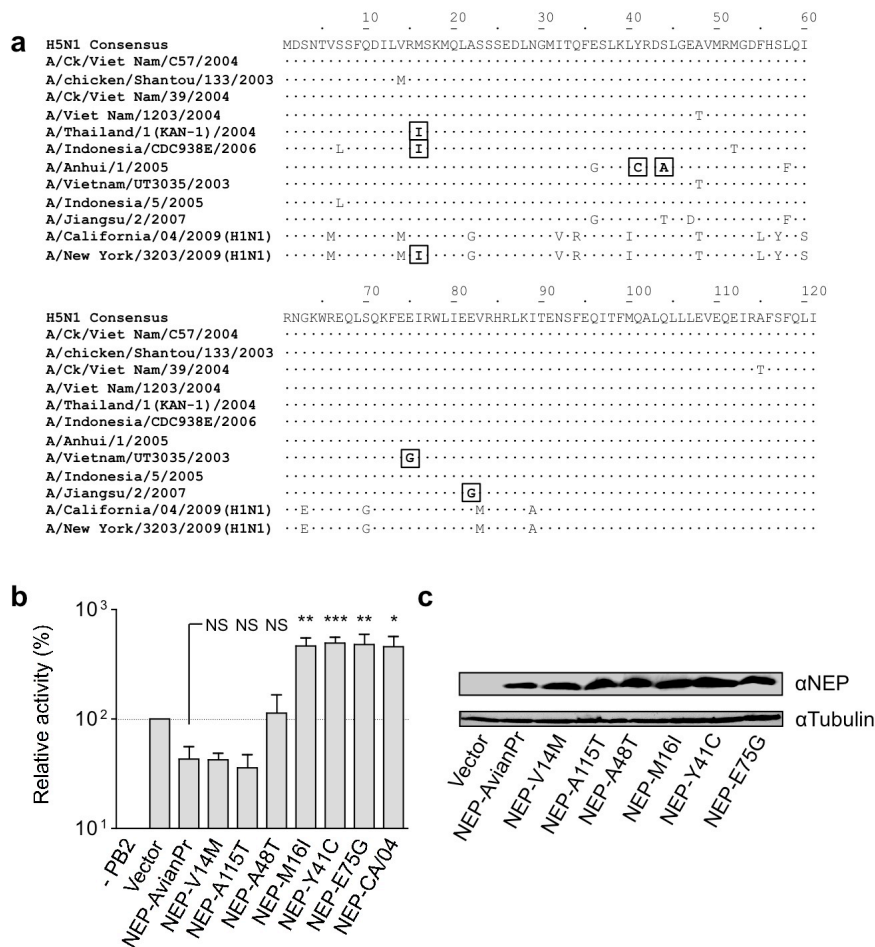 a
10 20 30 40 50 60
H5N1 Consensus MDSNTVSSFQDILVRMSKMQLASSSEDLNGMITQFESLKLYRDSLGEAVMRMGDFHSLQI
A/Ck/Viet Nam/C57/2004 ............................................................
A/chicken/Shantou/133/2003 .............M..............................................
A/Ck/Viet Nam/39/2004 ............................................................
A/Viet Nam/1203/2004 ...............................................T............
A/Thailand/1(KAN-1)/2004 ...............I............................................
A/Indonesia/CDC938E/2006 ......L........I...................................T........
A/Anhui/1/2005 ...................................G....C..A.............F..
A/Vietnam/UT3035/2003 ...............................................T............
A/Indonesia/5/2005 ......L.....................................................
A/Jiangsu/2/2007 ...................................G.......T..D..........F..
A/California/04/2009(H1N1) .....M.......M.......G.........V.R.....I.......T......L.Y..S
A/New York/3203/2009(H1N1) .....M.......M.I.....G.........V.R.....I.......T......L.Y..S
70 80 90 100 110 120
H5N1 Consensus RNGKWREQLSQKFEEIRWLIEEVRHRLKITENSFEQITFMQALQLLLEVEQEIRAFSFQLI
A/Ck/Viet Nam/C57/2004 .............................................................
A/chicken/Shantou/133/2003 .............................................................
A/Ck/Viet Nam/39/2004 ......................................................T......
A/Viet Nam/1203/2004 .............................................................
A/Thailand/1(KAN-1)/2004 .............................................................
A/Indonesia/CDC938E/2006 .............................................................
A/Anhui/1/2005 .............................................................
A/Vietnam/UT3035/2003 ..............G..............................................
A/Indonesia/5/2005 .............................................................
A/Jiangsu/2/2007 .....................G.......................................
A/California/04/2009(H1N1) ..E......G............M.....A................................
A/New York/3203/2009(H1N1) ..E......G............M.....A................................
b
Relative activity (%)
10³
10²
10¹
NS NS NS ** *** ** *
- PB2
Vector
NEP-AvianPr
NEP-V14M
NEP-A115T
NEP-A48T
NEP-M16I
NEP-Y41C
NEP-E75G
NEP-CA/04
c
αNEP
αTubulin
Vector
NEP-AvianPr
NEP-V14M
NEP-A115T
NEP-A48T
NEP-M16I
NEP-Y41C
NEP-E75G